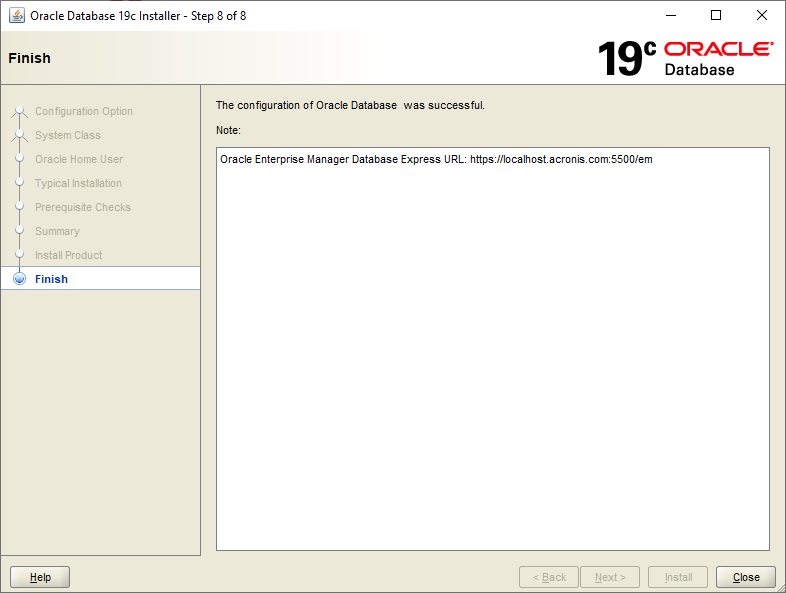 Oracle Database 19c Installer - Step 8 of 8
Finish
19c ORACLE
Database
Configuration Option
System Class
Oracle Home User
Typical Installation
Prerequisite Checks
Summary
Install Product
Finish
The configuration of Oracle Database  was successful.
Note:
Oracle Enterprise Manager Database Express URL: https://localhost.acronis.com:5500/em
Help
< Back
Next >
Install
Close